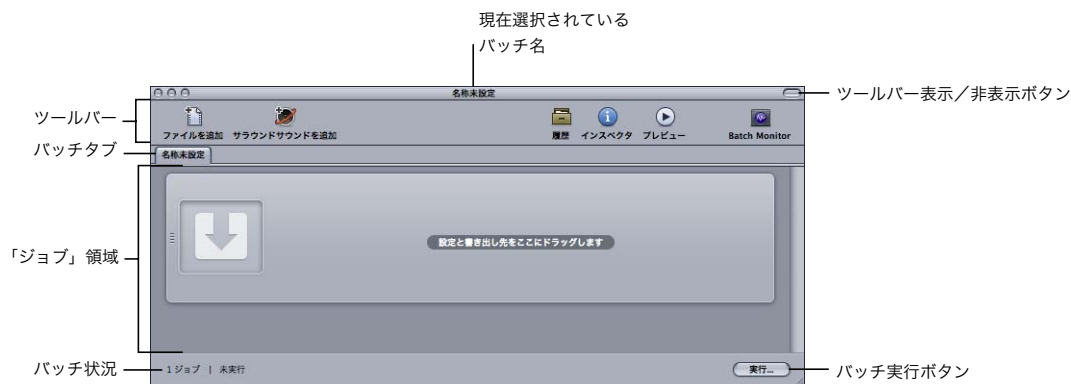 現在選択されている
バッチ名
名称未設定
ツールバー表示／非表示ボタン
ツールバー
ファイルを追加 サラウンドサウンドを追加 履歴 インスペクタ プレビュー Batch Monitor
バッチタブ
名称未設定
「ジョブ」領域
設定と書き出し先をここにドラッグします
バッチ状況
1 ジョブ | 未実行
実行...
バッチ実行ボタン